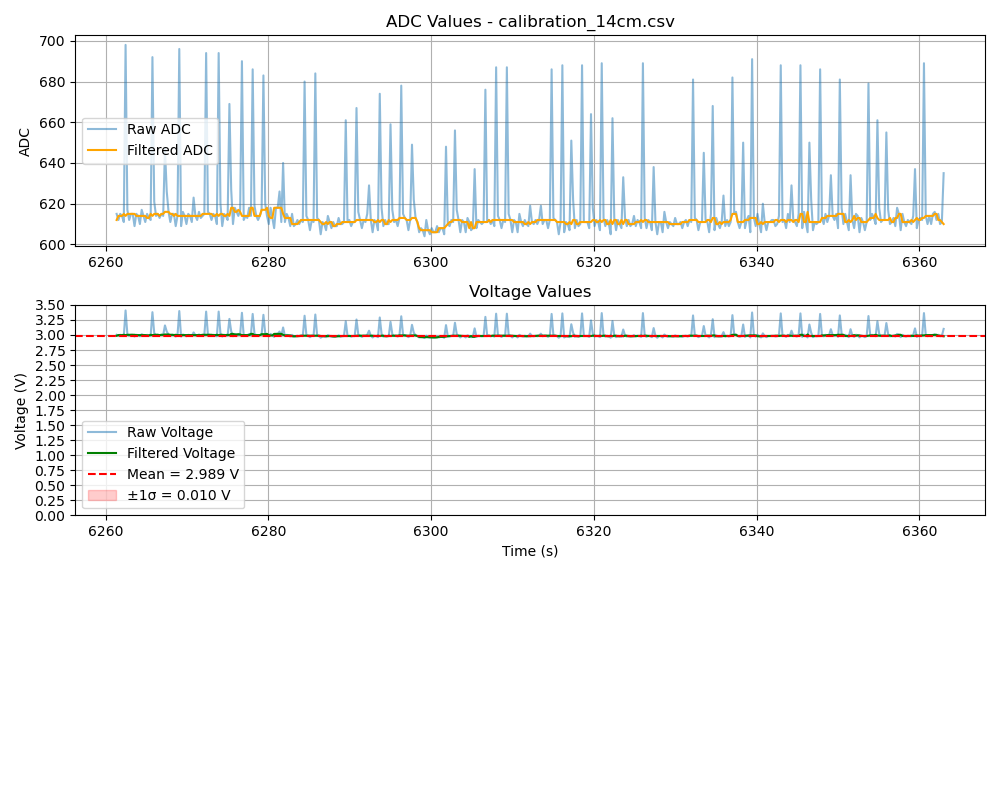 ADC Values - calibration_14cm.csv
700
680
660
640
620
600
ADC
Raw ADC
Filtered ADC
6260 6280 6300 6320 6340 6360
Voltage Values
3.50
3.25
3.00
2.75
2.50
2.25
2.00
1.75
1.50
1.25
1.00
0.75
0.50
0.25
0.00
Voltage (V)
Raw Voltage
Filtered Voltage
Mean = 2.989 V
±1σ = 0.010 V
6260 6280 6300 6320 6340 6360
Time (s)